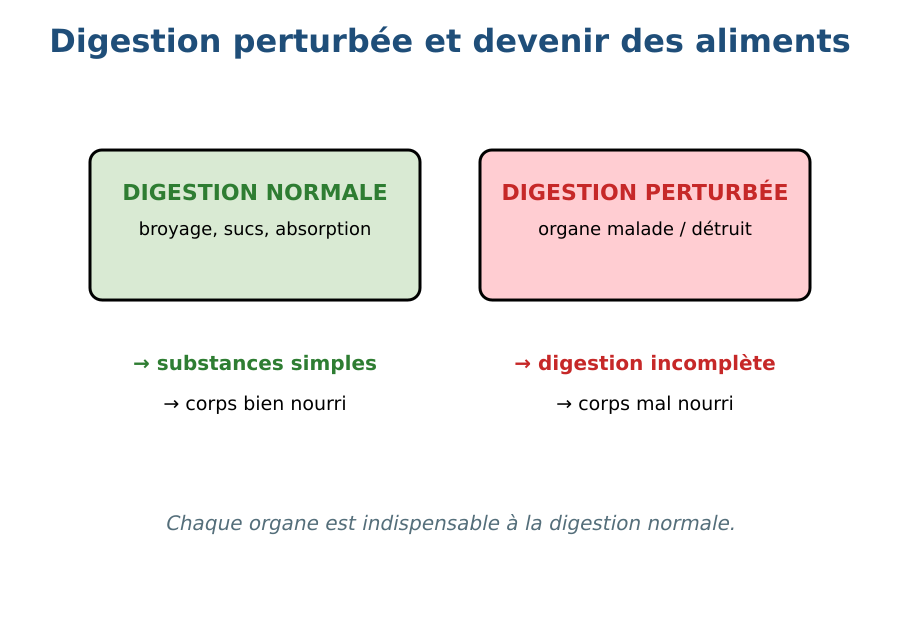 Digestion perturbée et devenir des aliments
DIGESTION NORMALE
broyage, sucs, absorption
→ substances simples
→ corps bien nourri
DIGESTION PERTURBÉE
organe malade / détruit
→ digestion incomplète
→ corps mal nourri
Chaque organe est indispensable à la digestion normale.